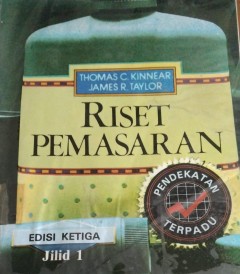 THOMAS C. KINNEAR
JAMES R. TAYLOR
RISET
PEMASARAN
PENDEKATAN
TERPADU
EDISI KETIGA
Jilid 1